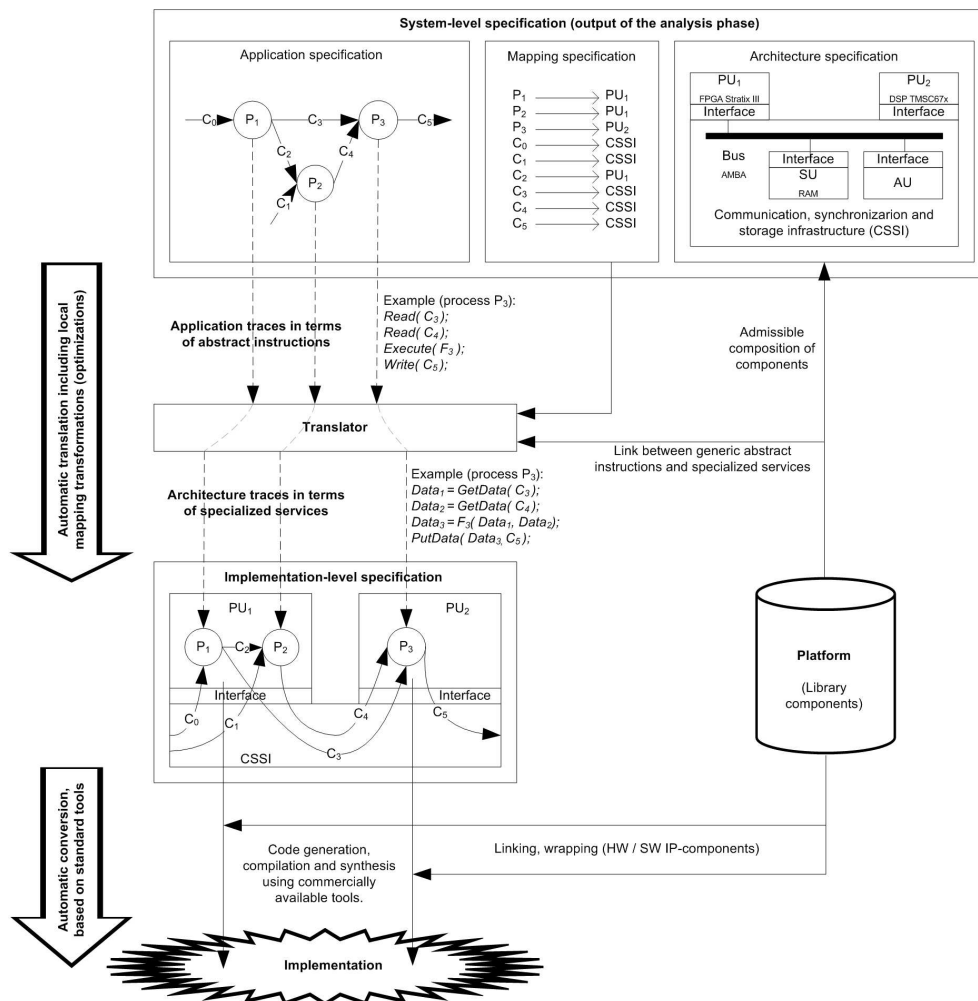 System-level specification (output of the analysis phase)
Application specification
C0
P1
C3
P3
C5
C2
C4
P2
C1
Mapping specification
P1 PU1
P2 PU1
P3 PU2
C0 CSSI
C1 CSSI
C2 PU1
C3 CSSI
C4 CSSI
C5 CSSI
Architecture specification
PU1
FPGA Stratix III
Interface
PU2
DSP TMSC67x
Interface
Bus
AMBA
Interface
SU
RAM
Interface
AU
Communication, synchronizarion and
storage infrastructure (CSSI)
Automatic translation including local
mapping transformations (optimizations)
Application traces in terms
of abstract instructions
Example (process P3):
Read( C3);
Read( C4);
Execute( F3);
Write( C5);
Admissible
composition of
components
Translator
Link between generic abstract
instructions and specialized services
Architecture traces in terms
of specialized services
Example (process P3):
Data1 = GetData( C3);
Data2 = GetData( C4);
Data3 = F3( Data1, Data2);
PutData( Data3, C5);
Implementation-level specification
PU1
P1
C2
P2
Interface
PU2
P3
Interface
C0
C1
C4
C5
C3
CSSI
Platform
(Library
components)
Automatic conversion,
based on standard tools
Code generation,
compilation and synthesis
using commercially
available tools.
Linking, wrapping (HW / SW IP-components)
Implementation